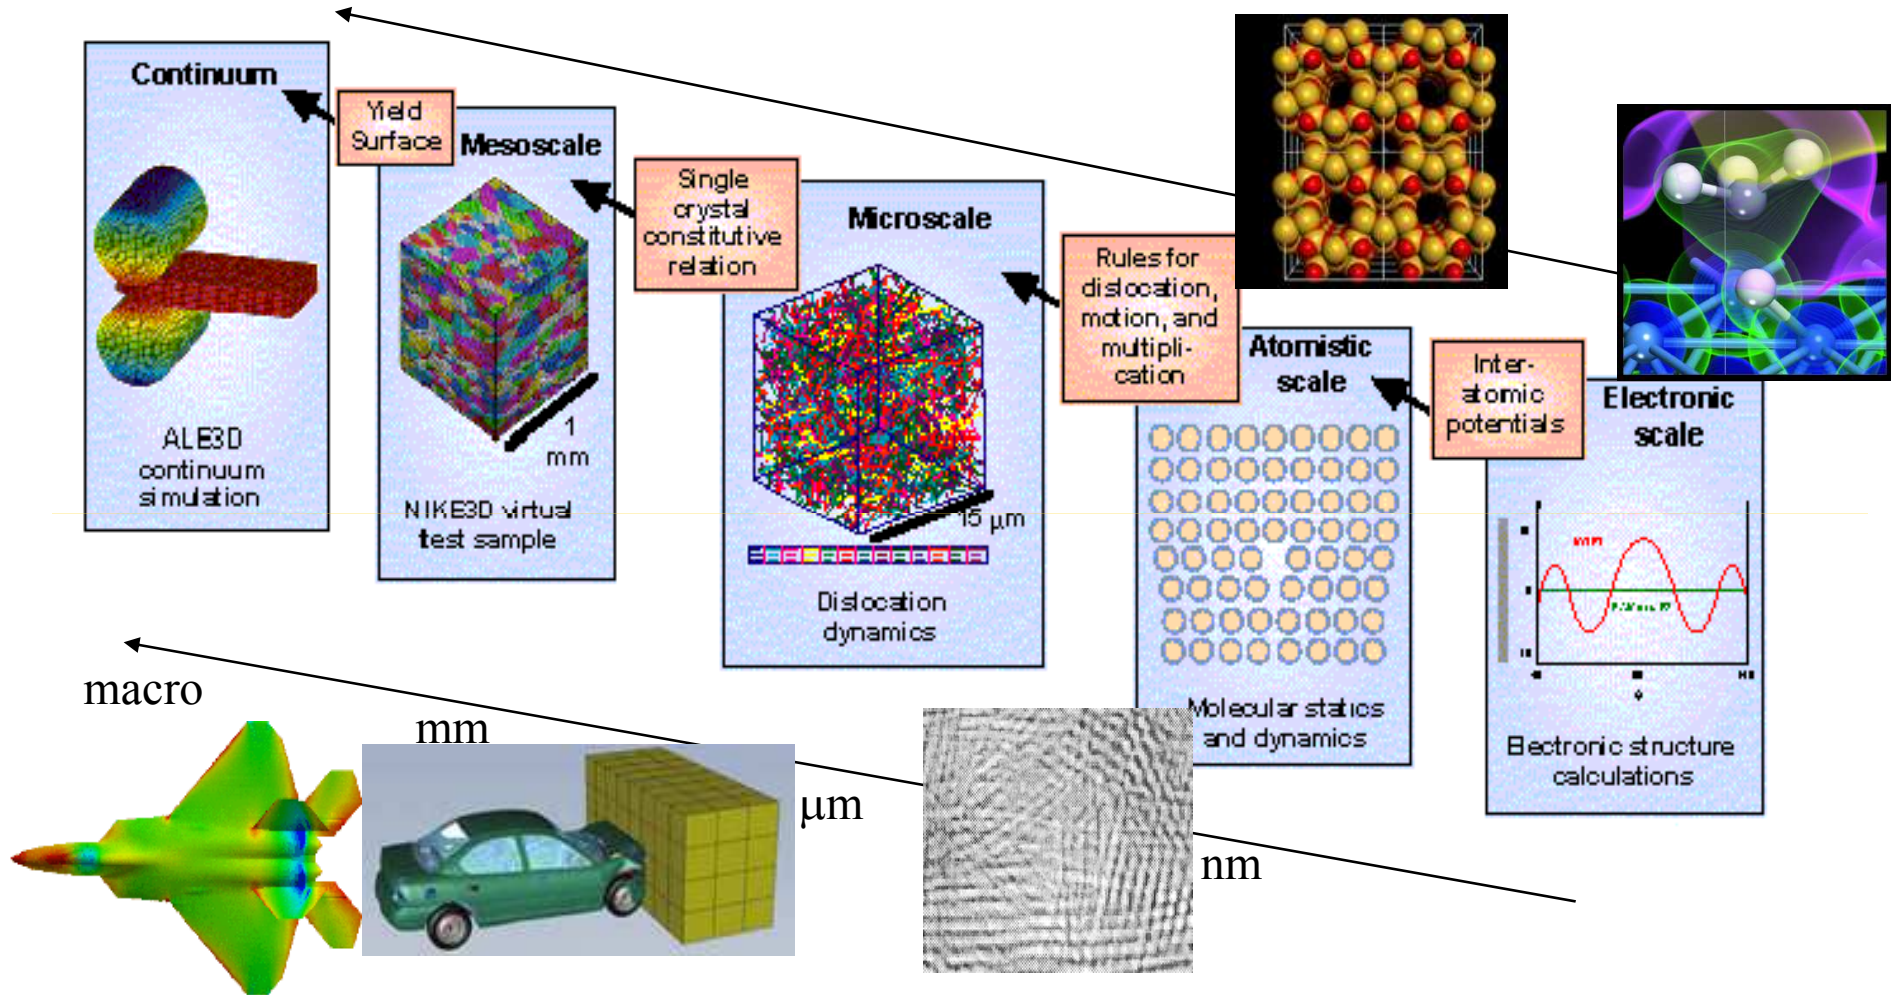 Continuum
ALE3D
continuum
simulation
Yield
Surface
Mesoscale
1
mm
NIKE3D virtual
test sample
Single
crystal
constitutive
relation
Microscale
15 μm
Dislocation
dynamics
Rules for
dislocation,
motion, and
multipli-
cation
Atomistic
scale
Molecular statics
and dynamics
Inter-
atomic
potentials
Electronic
scale
Electronic structure
calculations
macro
mm
μm
nm